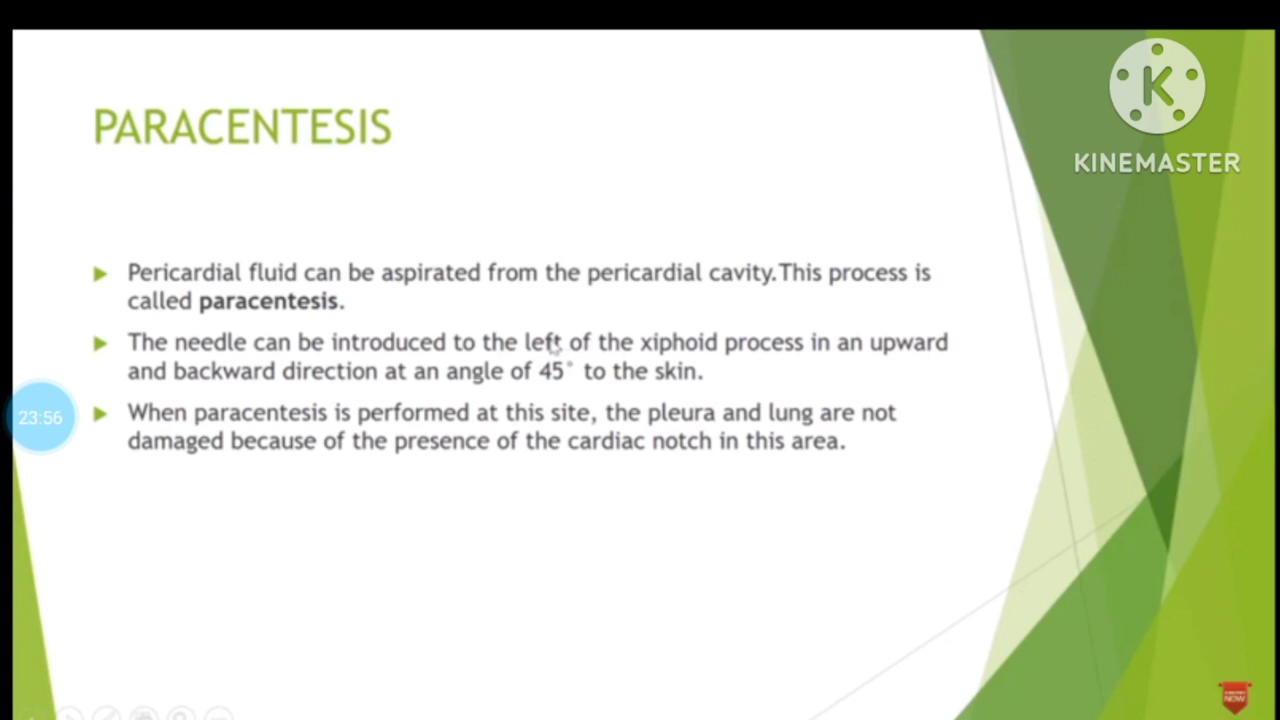 KINEMASTER
PARACENTESIS
Pericardial fluid can be aspirated from the pericardial cavity.This process is
called paracentesis.
The needle can be introduced to the left of the xiphoid process in an upward
and backward direction at an angle of 45° to the skin.
When paracentesis is performed at this site, the pleura and lung are not
damaged because of the presence of the cardiac notch in this area.
23:56
NOW